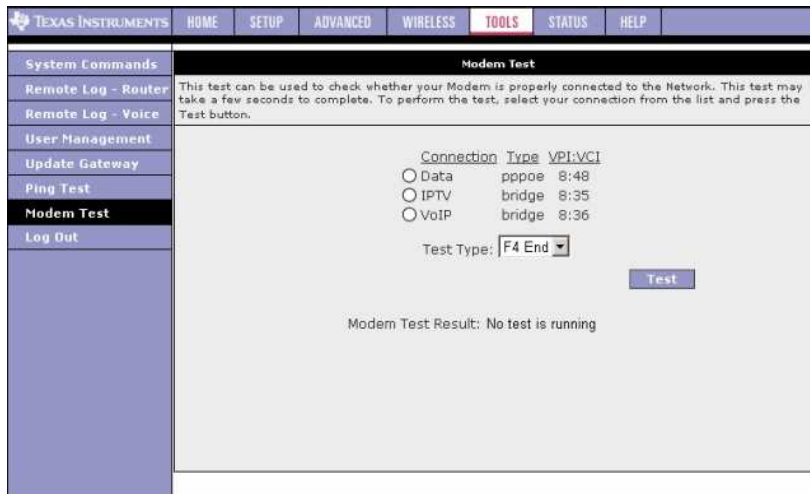 TEXAS INSTRUMENTS
HOME SETUP ADVANCED WIRELESS TOOLS STATUS HELP
System Commands
Remote Log - Router
Remote Log - Voice
User Management
Update Gateway
Ping Test
Modem Test
Log Out
Modem Test
This test can be used to check whether your Modem is properly connected to the Network. This test may
take a few seconds to complete. To perform the test, select your connection from the list and press the
Test button.
Connection Type VPI:VCI
Data pppoe 8:48
IPTV bridge 8:35
VoIP bridge 8:36
Test Type: F4 End
Test
Modem Test Result: No test is running